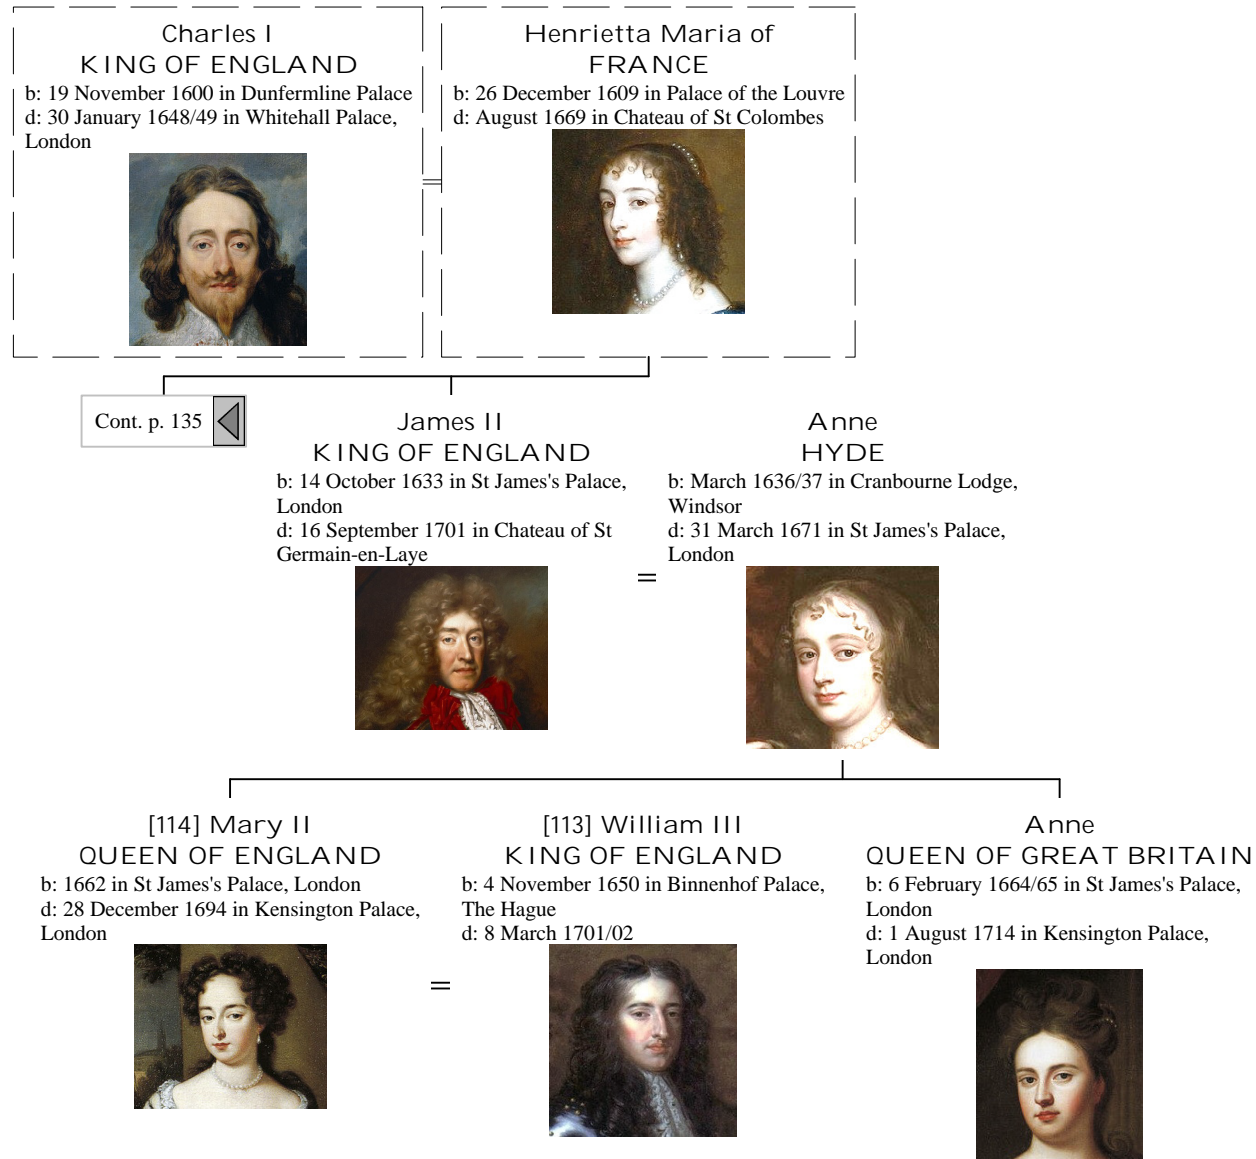 Charles I
KING OF ENGLAND
b: 19 November 1600 in Dunfermline Palace
d: 30 January 1648/49 in Whitehall Palace,
London
Henrietta Maria of
FRANCE
b: 26 December 1609 in Palace of the Louvre
d: August 1669 in Chateau of St Colombes
=
Cont. p. 135
James II
KING OF ENGLAND
b: 14 October 1633 in St James's Palace,
London
d: 16 September 1701 in Chateau of St
Germain-en-Laye
=
Anne
HYDE
b: March 1636/37 in Cranbourne Lodge,
Windsor
d: 31 March 1671 in St James's Palace,
London
[114] Mary II
QUEEN OF ENGLAND
b: 1662 in St James's Palace, London
d: 28 December 1694 in Kensington Palace,
London
=
[113] William III
KING OF ENGLAND
b: 4 November 1650 in Binnenhof Palace,
The Hague
d: 8 March 1701/02
Anne
QUEEN OF GREAT BRITAIN
b: 6 February 1664/65 in St James's Palace,
London
d: 1 August 1714 in Kensington Palace,
London